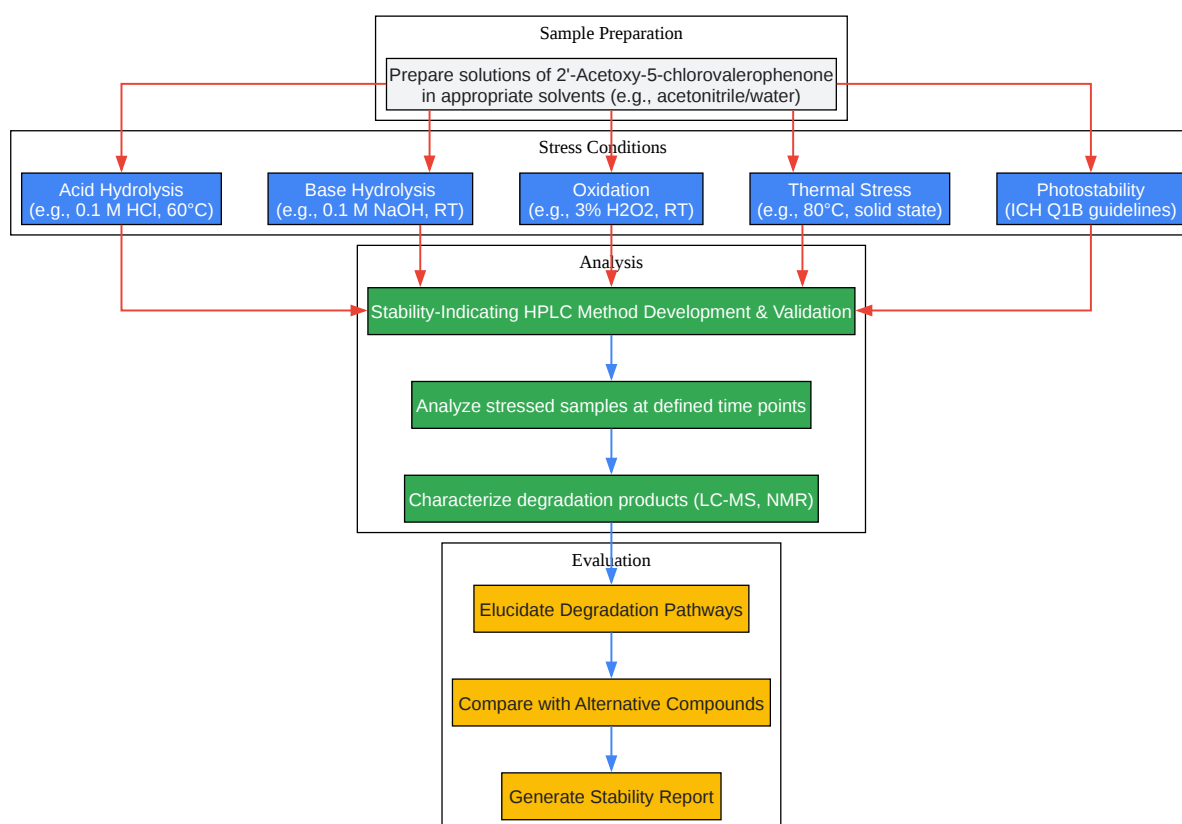 Sample Preparation
Prepare solutions of 2'-Acetoxy-5-chlorovalerophenone
in appropriate solvents (e.g., acetonitrile/water)
Stress Conditions
Acid Hydrolysis
(e.g., 0.1 M HCl, 60°C)
Base Hydrolysis
(e.g., 0.1 M NaOH, RT)
Oxidation
(e.g., 3% H2O2, RT)
Thermal Stress
(e.g., 80°C, solid state)
Photostability
(ICH Q1B guidelines)
Analysis
Stability-Indicating HPLC Method Development & Validation
Analyze stressed samples at defined time points
Characterize degradation products (LC-MS, NMR)
Evaluation
Elucidate Degradation Pathways
Compare with Alternative Compounds
Generate Stability Report